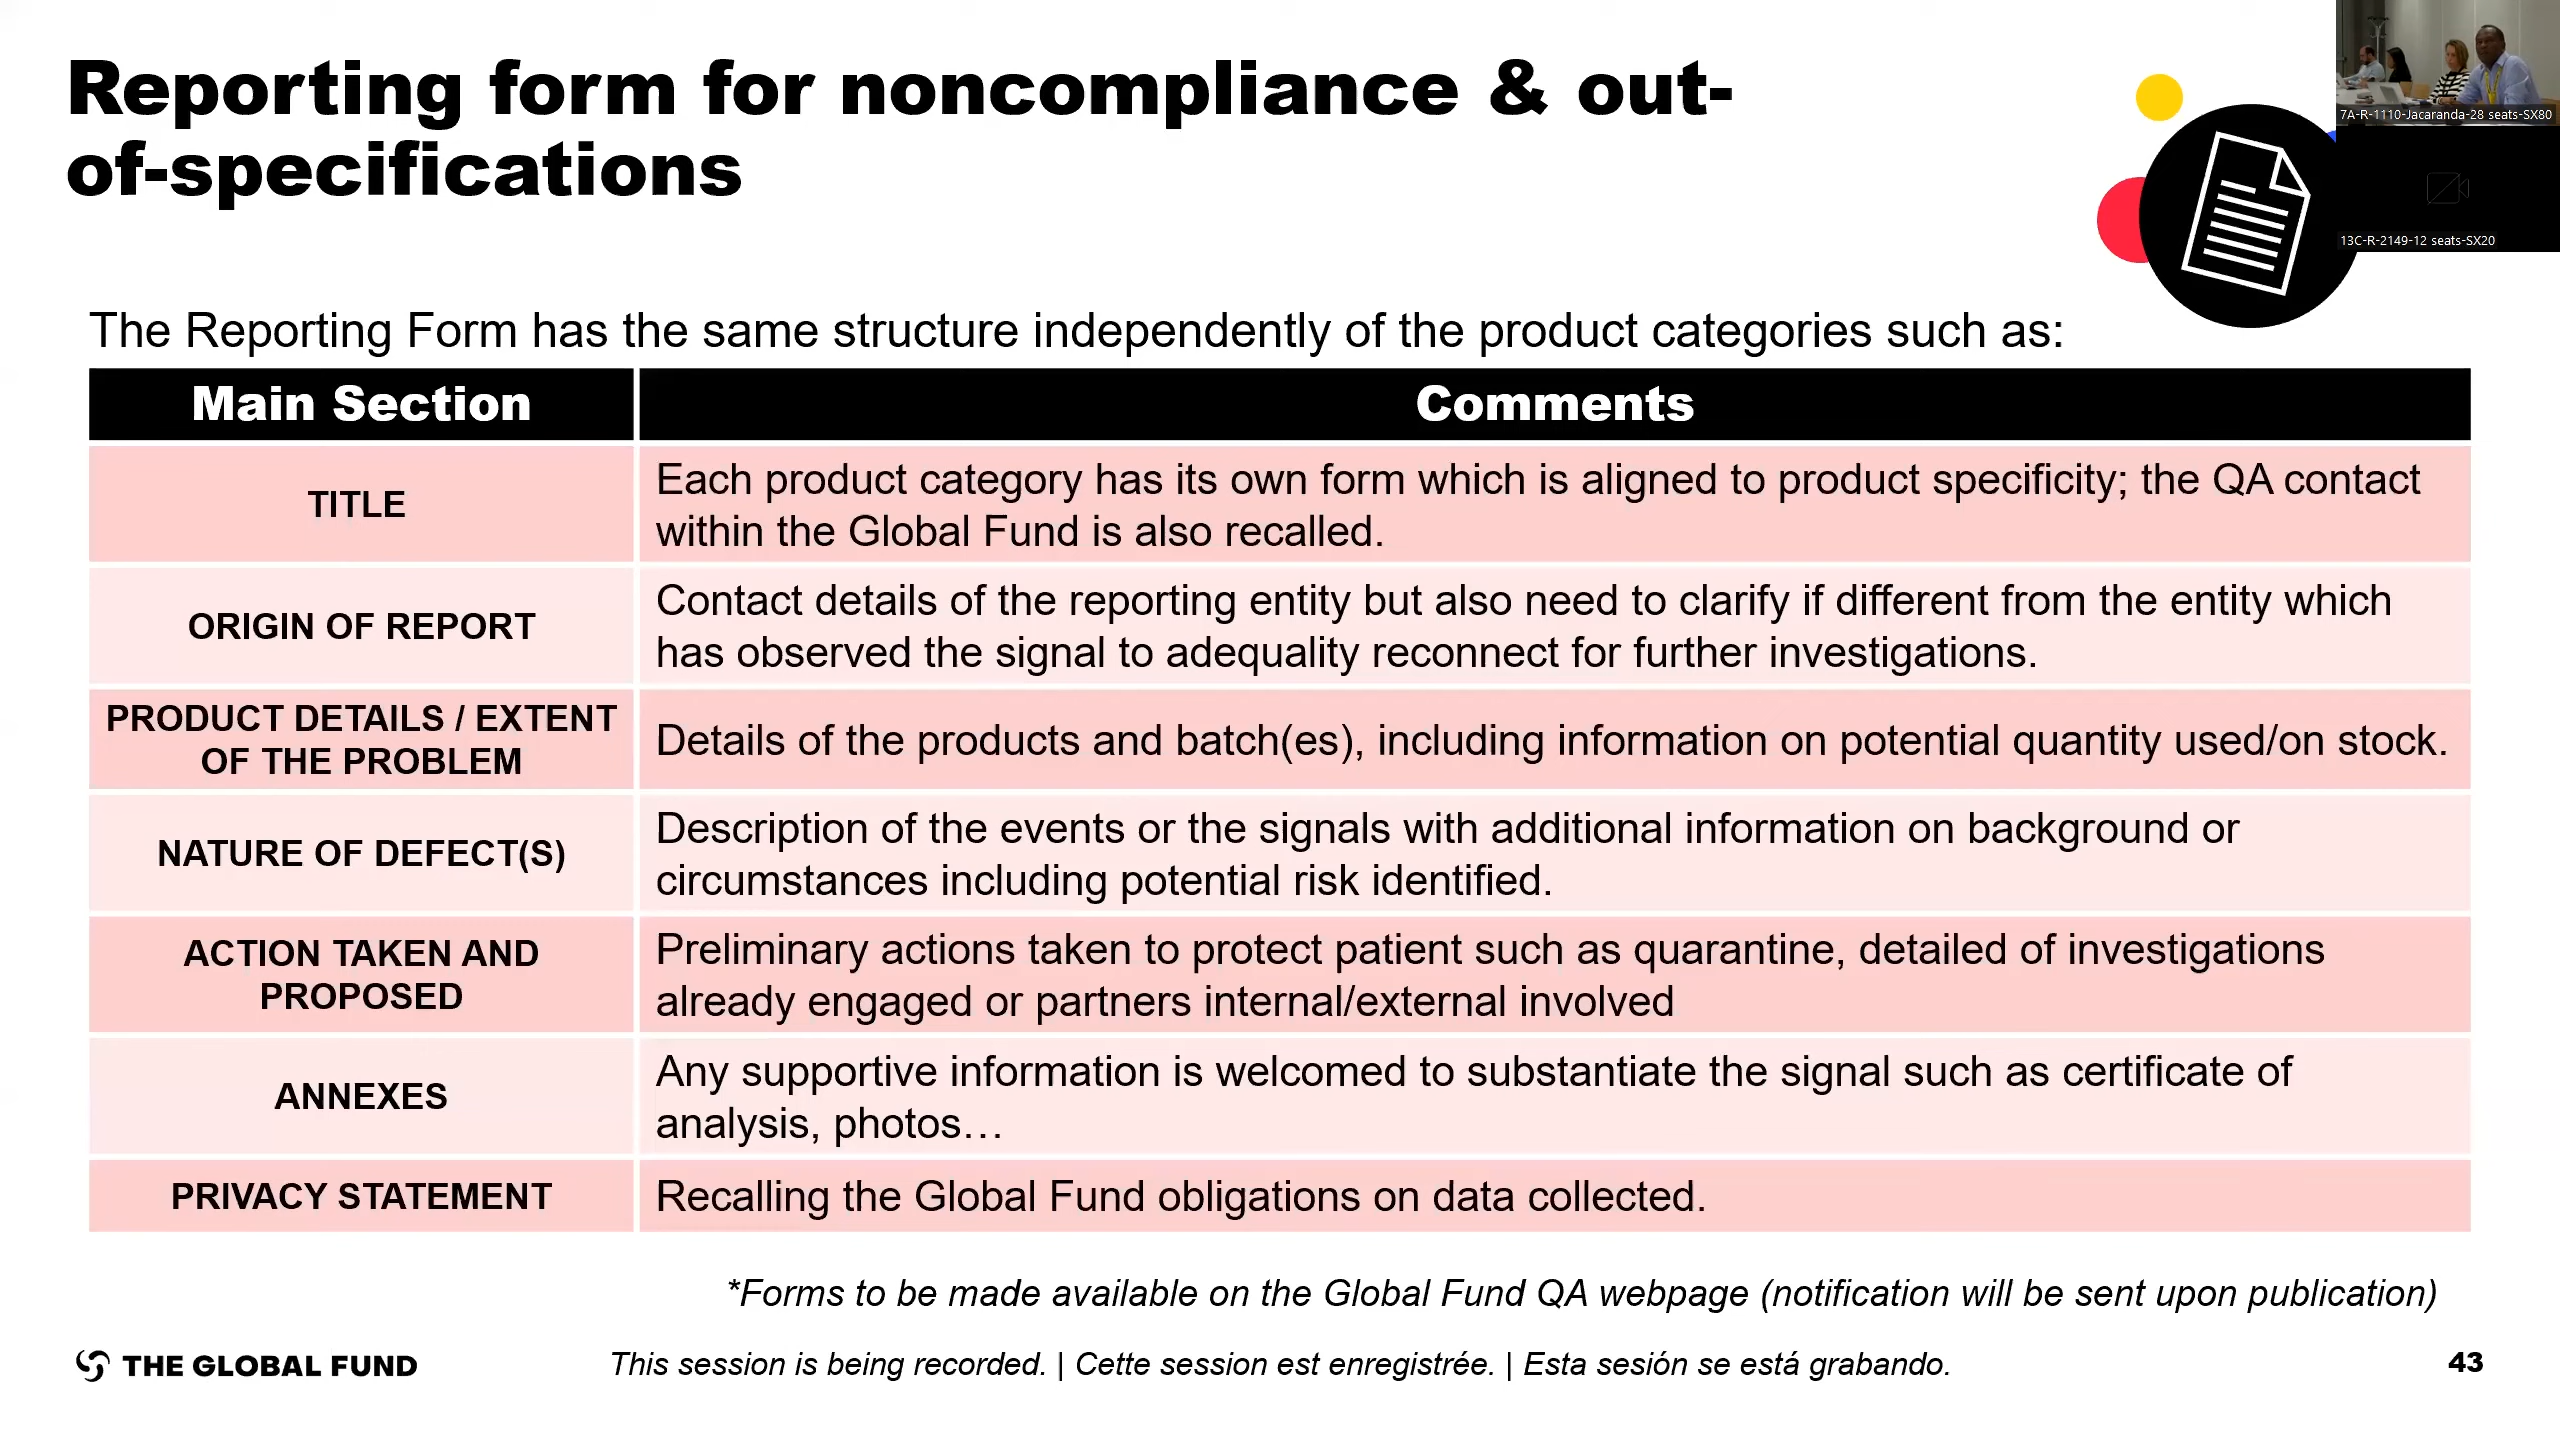 Reporting form for noncompliance & out-
of-specifications
7A-R-1110-Jacaranda-28 seats-SX80
13C-R-2149-12 seats-SX20
The Reporting Form has the same structure independently of the product categories such as:
Main Section
Comments
TITLE
Each product category has its own form which is aligned to product specificity; the QA contact
within the Global Fund is also recalled.
ORIGIN OF REPORT
Contact details of the reporting entity but also need to clarify if different from the entity which
has observed the signal to adequality reconnect for further investigations.
PRODUCT DETAILS / EXTENT
OF THE PROBLEM
Details of the products and batch(es), including information on potential quantity used/on stock.
NATURE OF DEFECT(S)
Description of the events or the signals with additional information on background or
circumstances including potential risk identified.
ACTION TAKEN AND
PROPOSED
Preliminary actions taken to protect patient such as quarantine, detailed of investigations
already engaged or partners internal/external involved
ANNEXES
Any supportive information is welcomed to substantiate the signal such as certificate of
analysis, photos…
PRIVACY STATEMENT
Recalling the Global Fund obligations on data collected.
*Forms to be made available on the Global Fund QA webpage (notification will be sent upon publication)
THE GLOBAL FUND
This session is being recorded. | Cette session est enregistrée. | Esta sesión se está grabando.
43